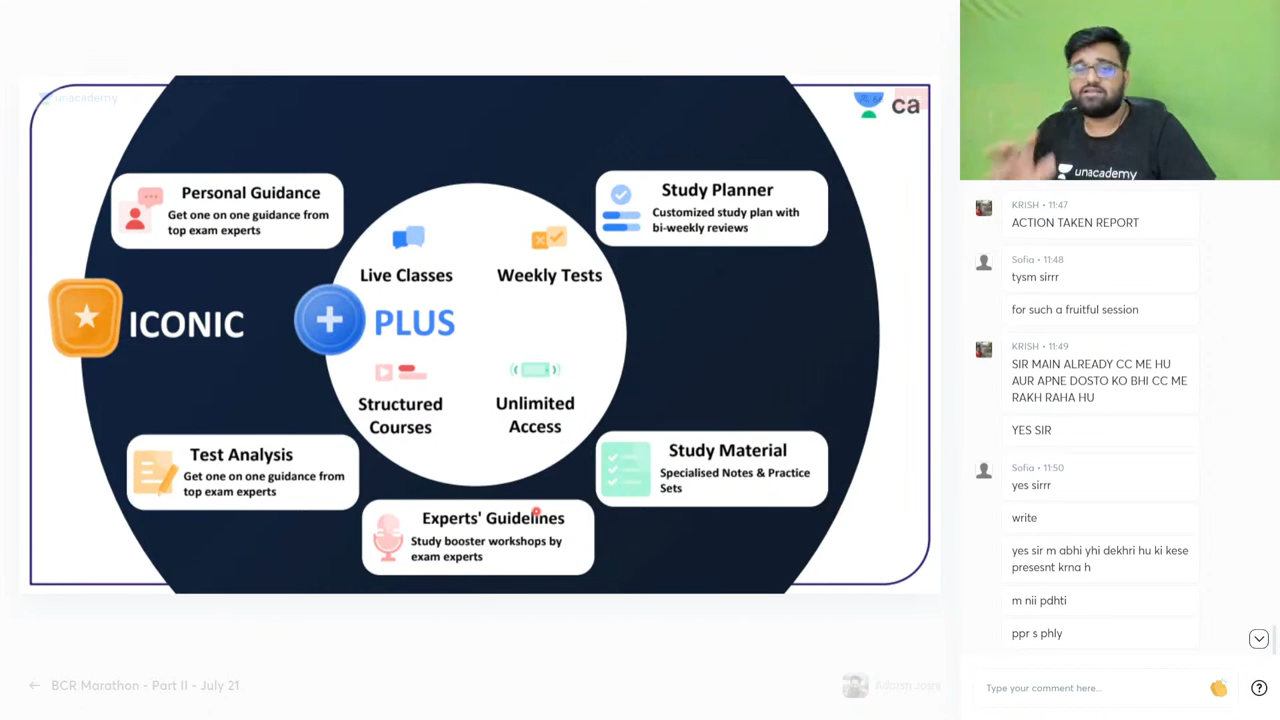 unacademy
ca
Personal Guidance
Get one on one guidance from
top exam experts
Study Planner
Customized study plan with
bi-weekly reviews
Live Classes
Weekly Tests
ICONIC
PLUS
Structured
Courses
Unlimited
Access
Test Analysis
Get one on one guidance from
top exam experts
Study Material
Specialised Notes & Practice
Sets
Experts' Guidelines
Study booster workshops by
exam experts
BCR Marathon - Part II - July 21
Adarsh Joshi
unacademy
KRISH • 11:47
ACTION TAKEN REPORT
Sofia • 11:48
tysm sirrr
for such a fruitful session
KRISH • 11:49
SIR MAIN ALREADY CC ME HU
AUR APNE DOSTO KO BHI CC ME
RAKH RAHA HU
YES SIR
Sofia • 11:50
yes sirrr
write
yes sir m abhi yhi dekhri hu ki kese
presesnt krna h
m nii pdhti
ppr s phly
Type your comment here...